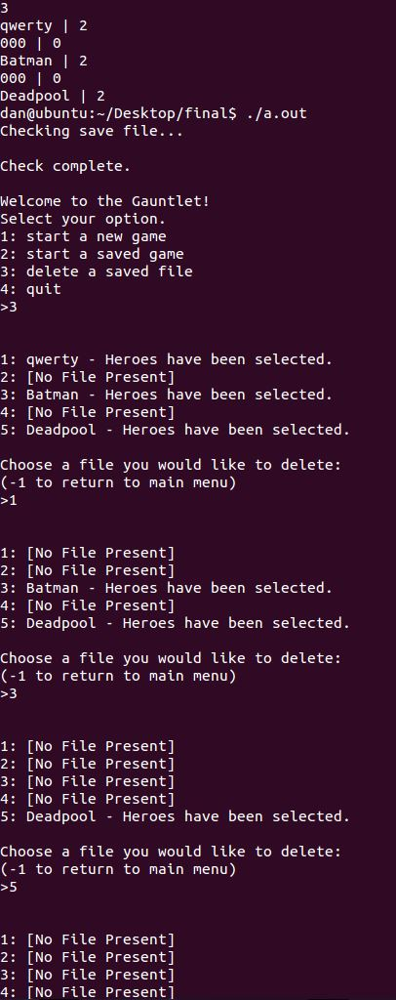 3
qwerty | 2
000 | 0
Batman | 2
000 | 0
Deadpool | 2
dan@ubuntu:~/Desktop/final$ ./a.out
Checking save file...
Check complete.
Welcome to the Gauntlet!
Select your option.
1: start a new game
2: start a saved game
3: delete a saved file
4: quit
>3
1: qwerty - Heroes have been selected.
2: [No File Present]
3: Batman - Heroes have been selected.
4: [No File Present]
5: Deadpool - Heroes have been selected.
Choose a file you would like to delete:
(-1 to return to main menu)
>1
1: [No File Present]
2: [No File Present]
3: Batman - Heroes have been selected.
4: [No File Present]
5: Deadpool - Heroes have been selected.
Choose a file you would like to delete:
(-1 to return to main menu)
>3
1: [No File Present]
2: [No File Present]
3: [No File Present]
4: [No File Present]
5: Deadpool - Heroes have been selected.
Choose a file you would like to delete:
(-1 to return to main menu)
>5
1: [No File Present]
2: [No File Present]
3: [No File Present]
4: [No File Present]